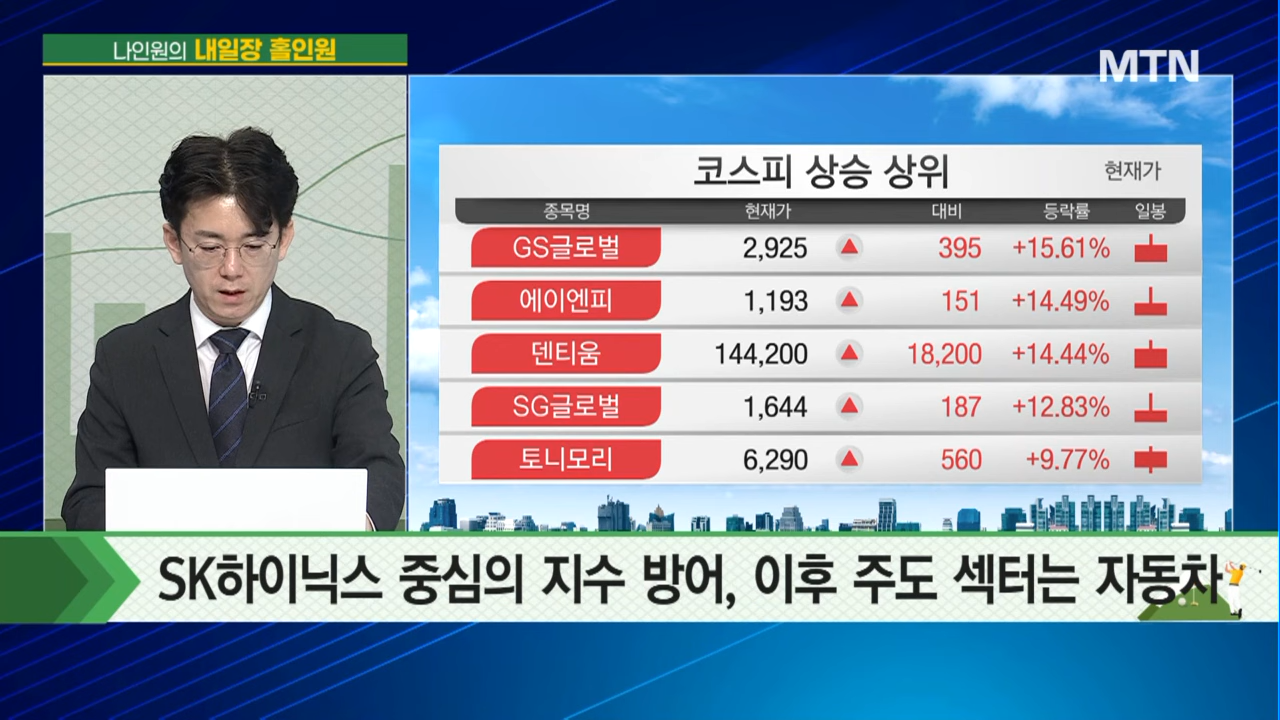 나인원의 내일장 홀인원
MTN
코스피 상승 상위
현재가
종목명 현재가 대비 등락률 일봉
GS글로벌 2,925 ▲ 395 +15.61%
에이엔피 1,193 ▲ 151 +14.49%
덴티움 144,200 ▲ 18,200 +14.44%
SG글로벌 1,644 ▲ 187 +12.83%
토니모리 6,290 ▲ 560 +9.77%
SK하이닉스 중심의 지수 방어, 이후 주도 섹터는 자동차